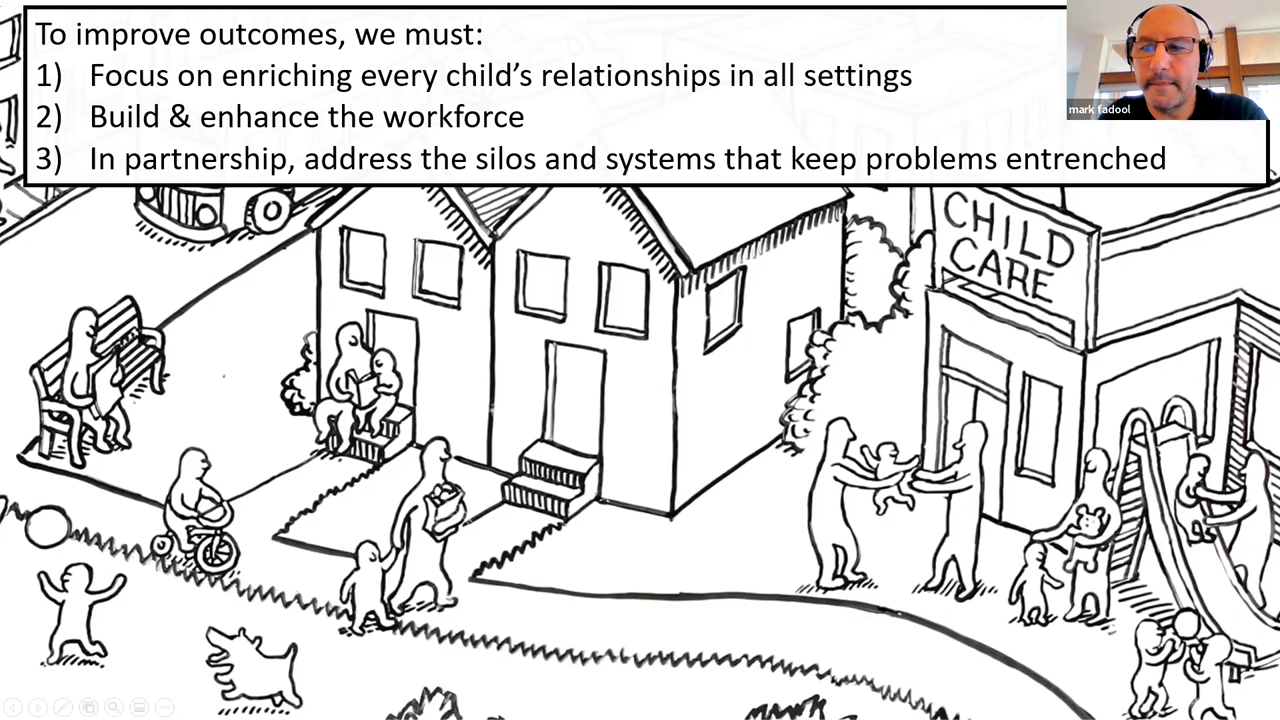 To improve outcomes, we must:
1) Focus on enriching every child’s relationships in all settings
2) Build & enhance the workforce
3) In partnership, address the silos and systems that keep problems entrenched
mark fadool
CHILD
CARE